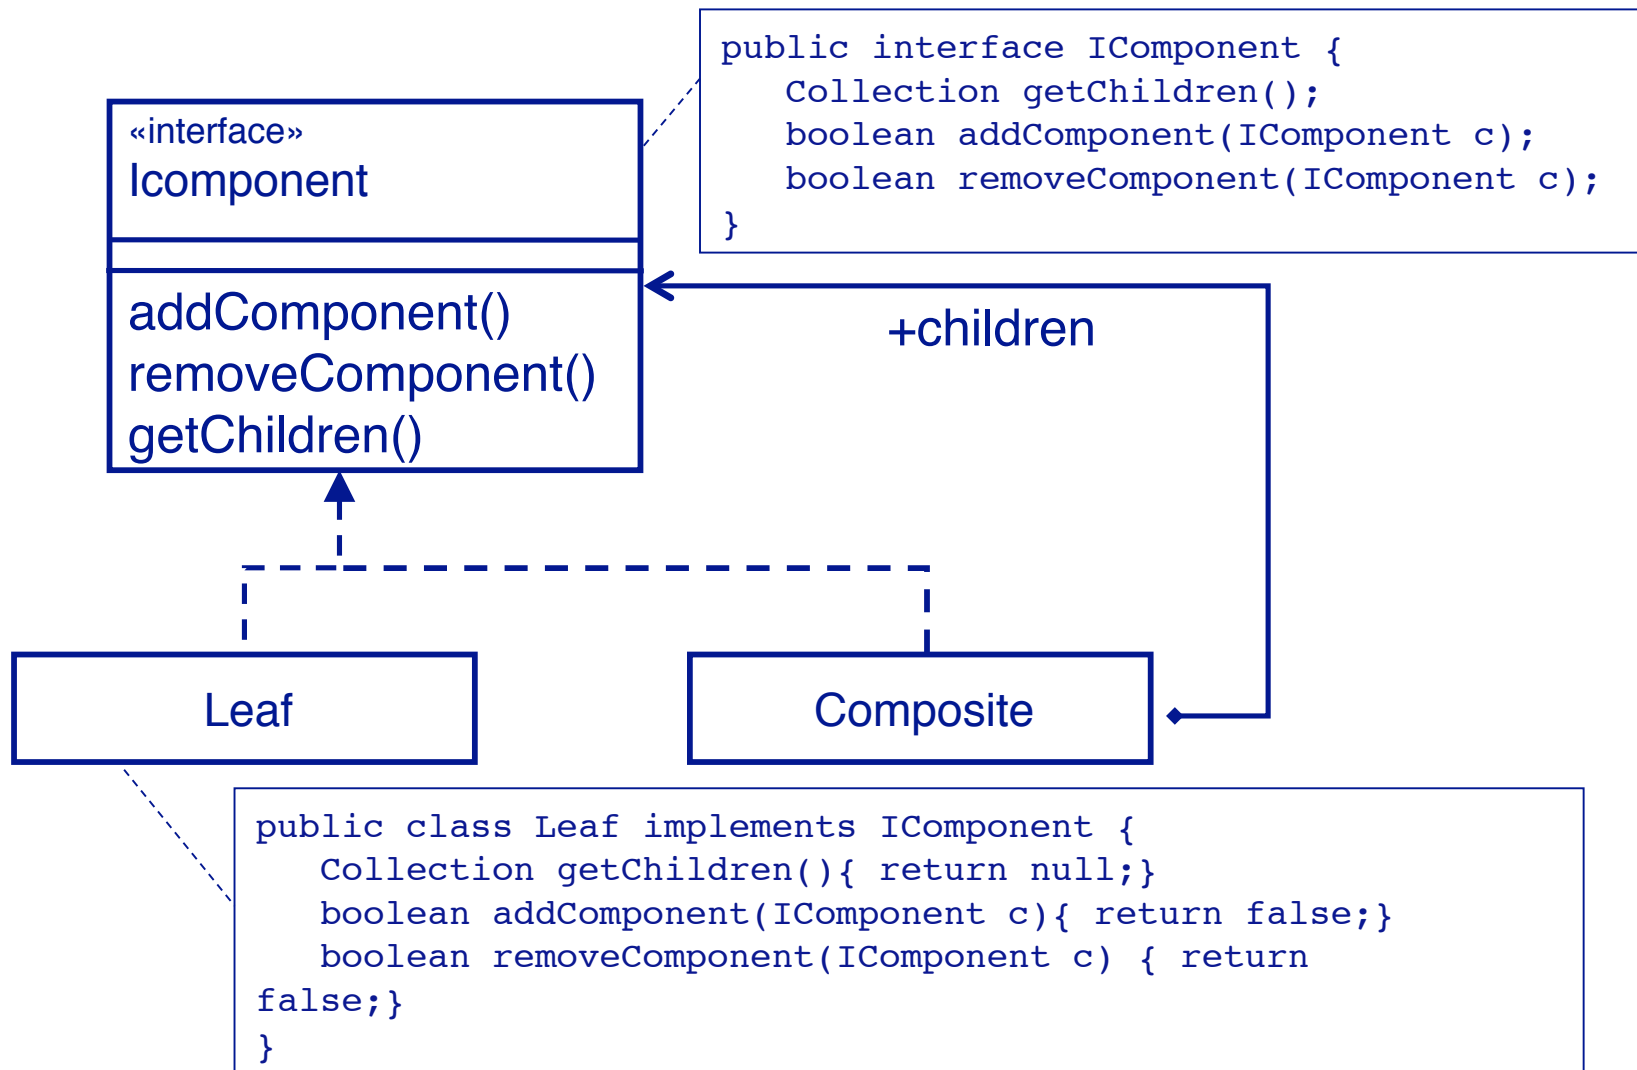 public interface IComponent {
Collection getChildren();
boolean addComponent(IComponent c);
boolean removeComponent(IComponent c);
}
«interface»
Icomponent
addComponent()
removeComponent()
getChildren()
+children
Leaf
Composite
public class Leaf implements IComponent {
Collection getChildren(){ return null;}
boolean addComponent(IComponent c){ return false;}
boolean removeComponent(IComponent c) { return
false;}
}